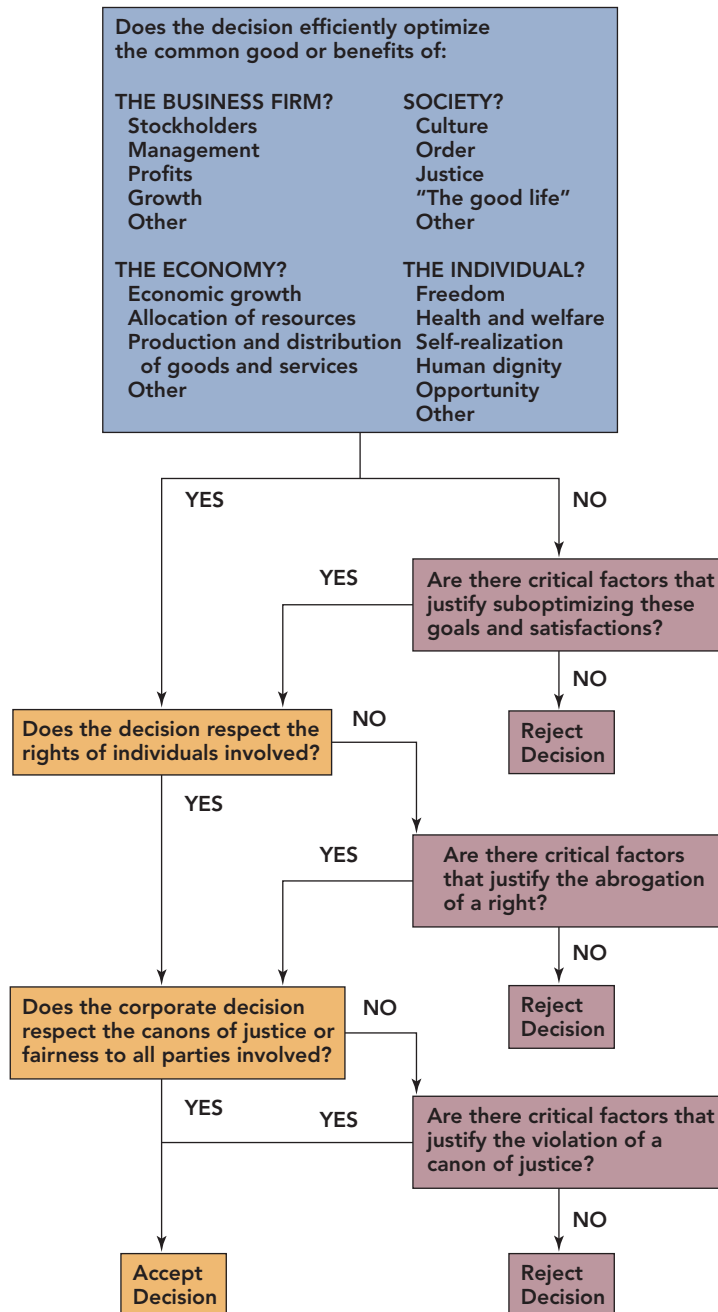 Does the decision efficiently optimize
the common good or benefits of:
THE BUSINESS FIRM?
Stockholders
Management
Profits
Growth
Other
SOCIETY?
Culture
Order
Justice
“The good life”
Other
THE ECONOMY?
Economic growth
Allocation of resources
Production and distribution
of goods and services
Other
THE INDIVIDUAL?
Freedom
Health and welfare
Self-realization
Human dignity
Opportunity
Other
YES
NO
YES
Are there critical factors that
justify suboptimizing these
goals and satisfactions?
NO
Reject
Decision
Does the decision respect the
rights of individuals involved?
NO
YES
YES
Are there critical factors
that justify the abrogation
of a right?
NO
Reject
Decision
Does the corporate decision
respect the canons of justice or
fairness to all parties involved?
NO
YES
YES
Are there critical factors that
justify the violation of a
canon of justice?
NO
Accept
Decision
Reject
Decision